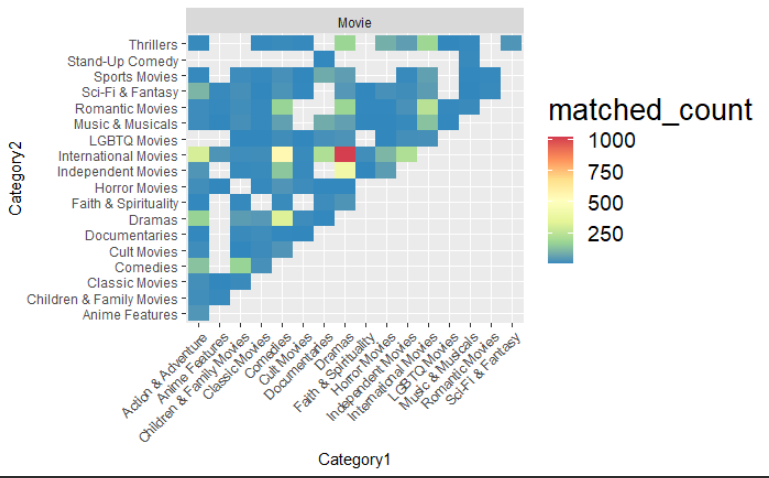 Movie
Category2
Thrillers
Stand-Up Comedy
Sports Movies
Sci-Fi & Fantasy
Romantic Movies
Music & Musicals
LGBTQ Movies
International Movies
Independent Movies
Horror Movies
Faith & Spirituality
Dramas
Documentaries
Cult Movies
Comedies
Classic Movies
Children & Family Movies
Anime Features
Action & Adventure
Anime Features
Children & Family Movies
Classic Movies
Comedies
Cult Movies
Documentaries
Dramas
Faith & Spirituality
Horror Movies
Independent Movies
International Movies
LGBTQ Movies
Music & Musicals
Romantic Movies
Sci-Fi & Fantasy
Category1
matched_count
1000
750
500
250